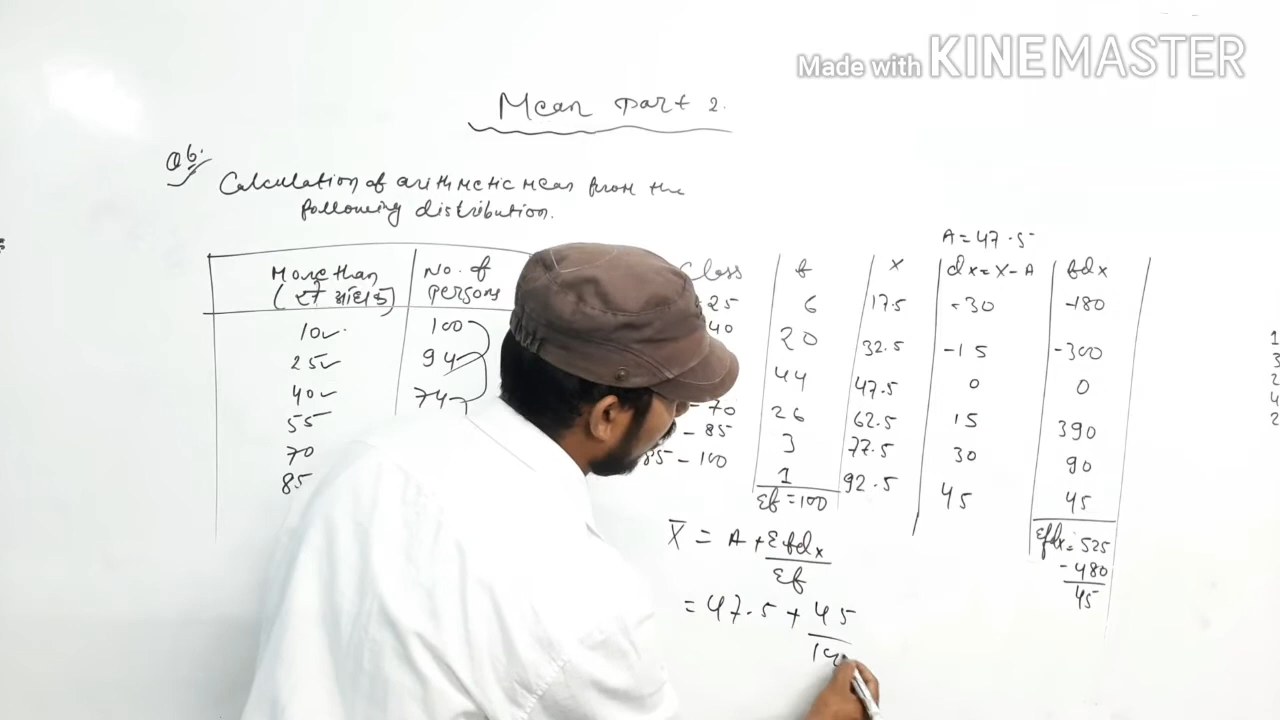 Made with KINEMASTER
Mean Part 2.
Q6.
Calculation of arithmetic mean from the
following distribution.
More than
(से अधिक)
No. of
persons
10
100
25
94
40
74
55
70
85
A = 47.5
Class f X dx = X - A fdx
25 6 17.5 -30 -180
40 20 32.5 -15 -300
44 47.5 0 0
- 70 26 62.5 15 390
- 85 3 77.5 30 90
85 - 100 1 92.5 45 45
Σf = 100
Σfdx = 525
- 480
45
X̄ = A + Σfdx
Σf
= 47.5 + 45